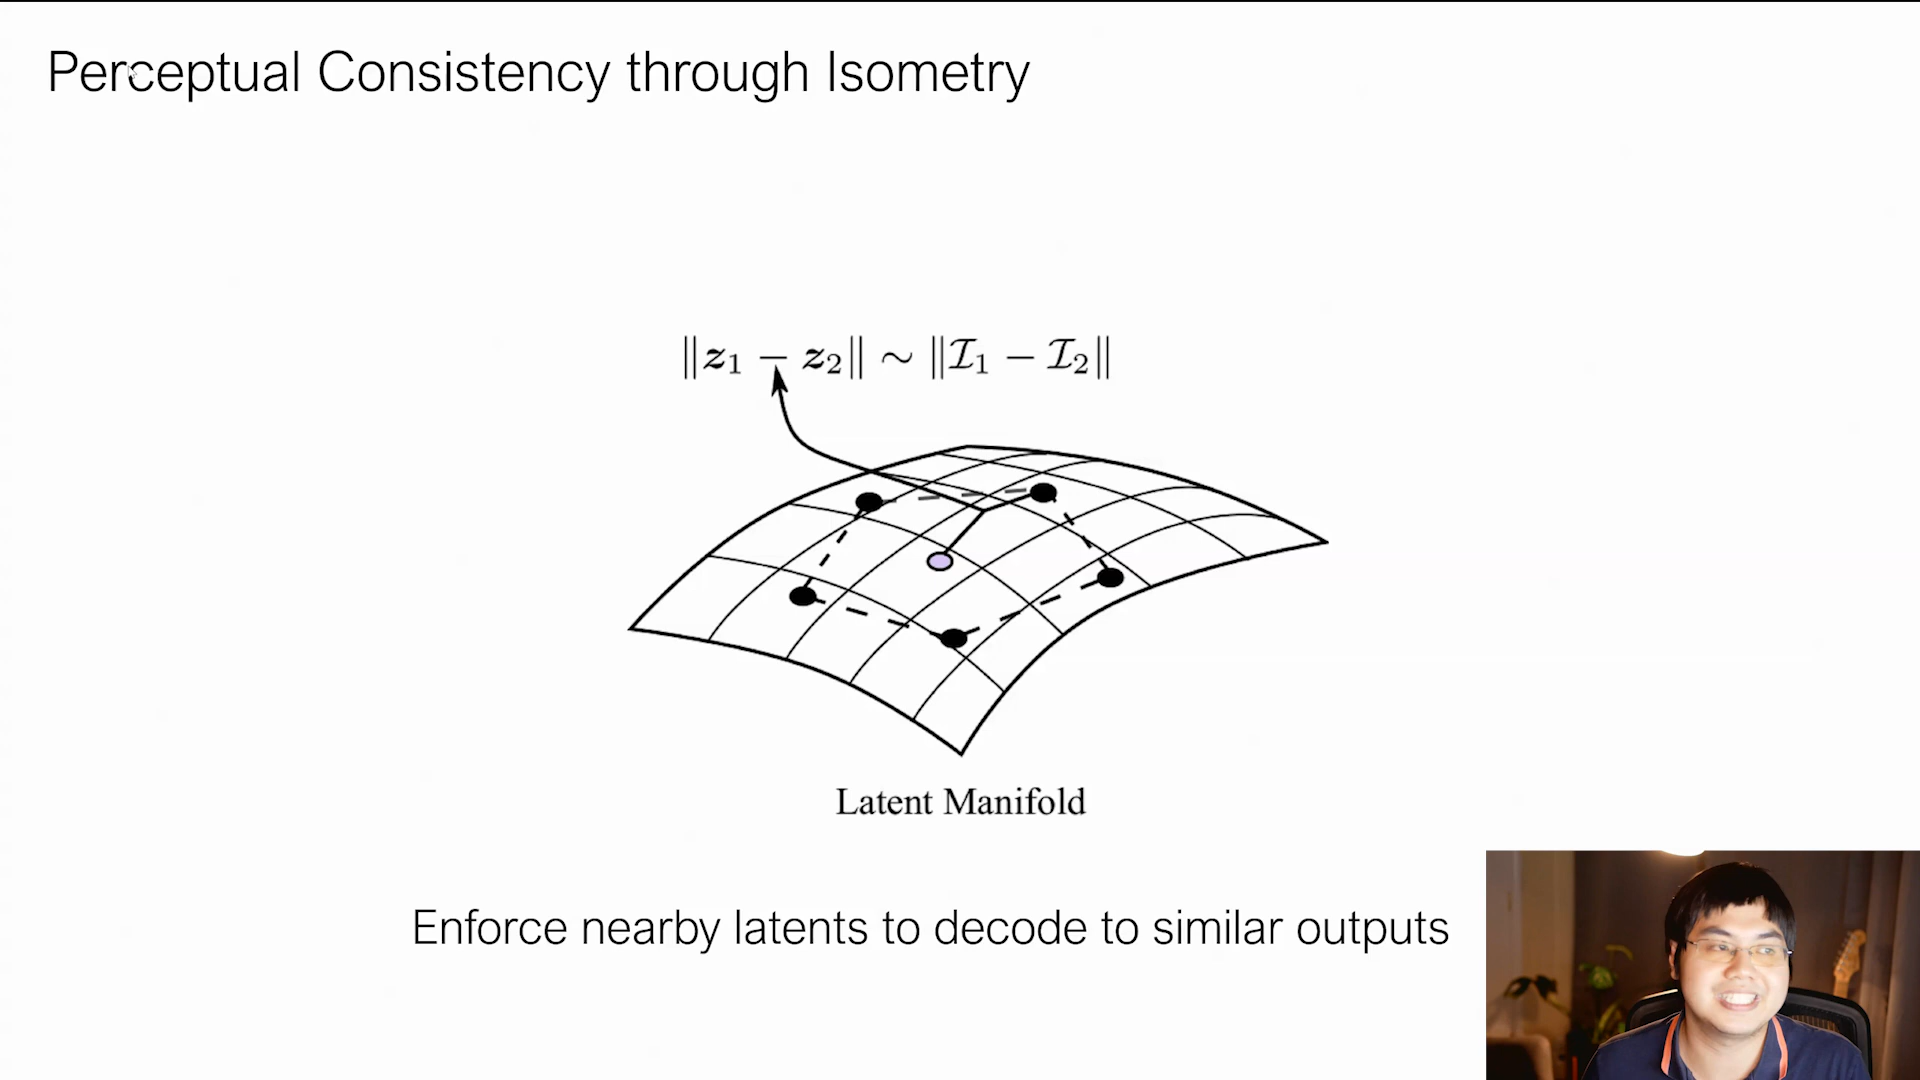 Perceptual Consistency through Isometry
‖𝒛₁ − 𝒛₂‖ ∼ ‖ℐ₁ − ℐ₂‖
Latent Manifold
Enforce nearby latents to decode to similar outputs